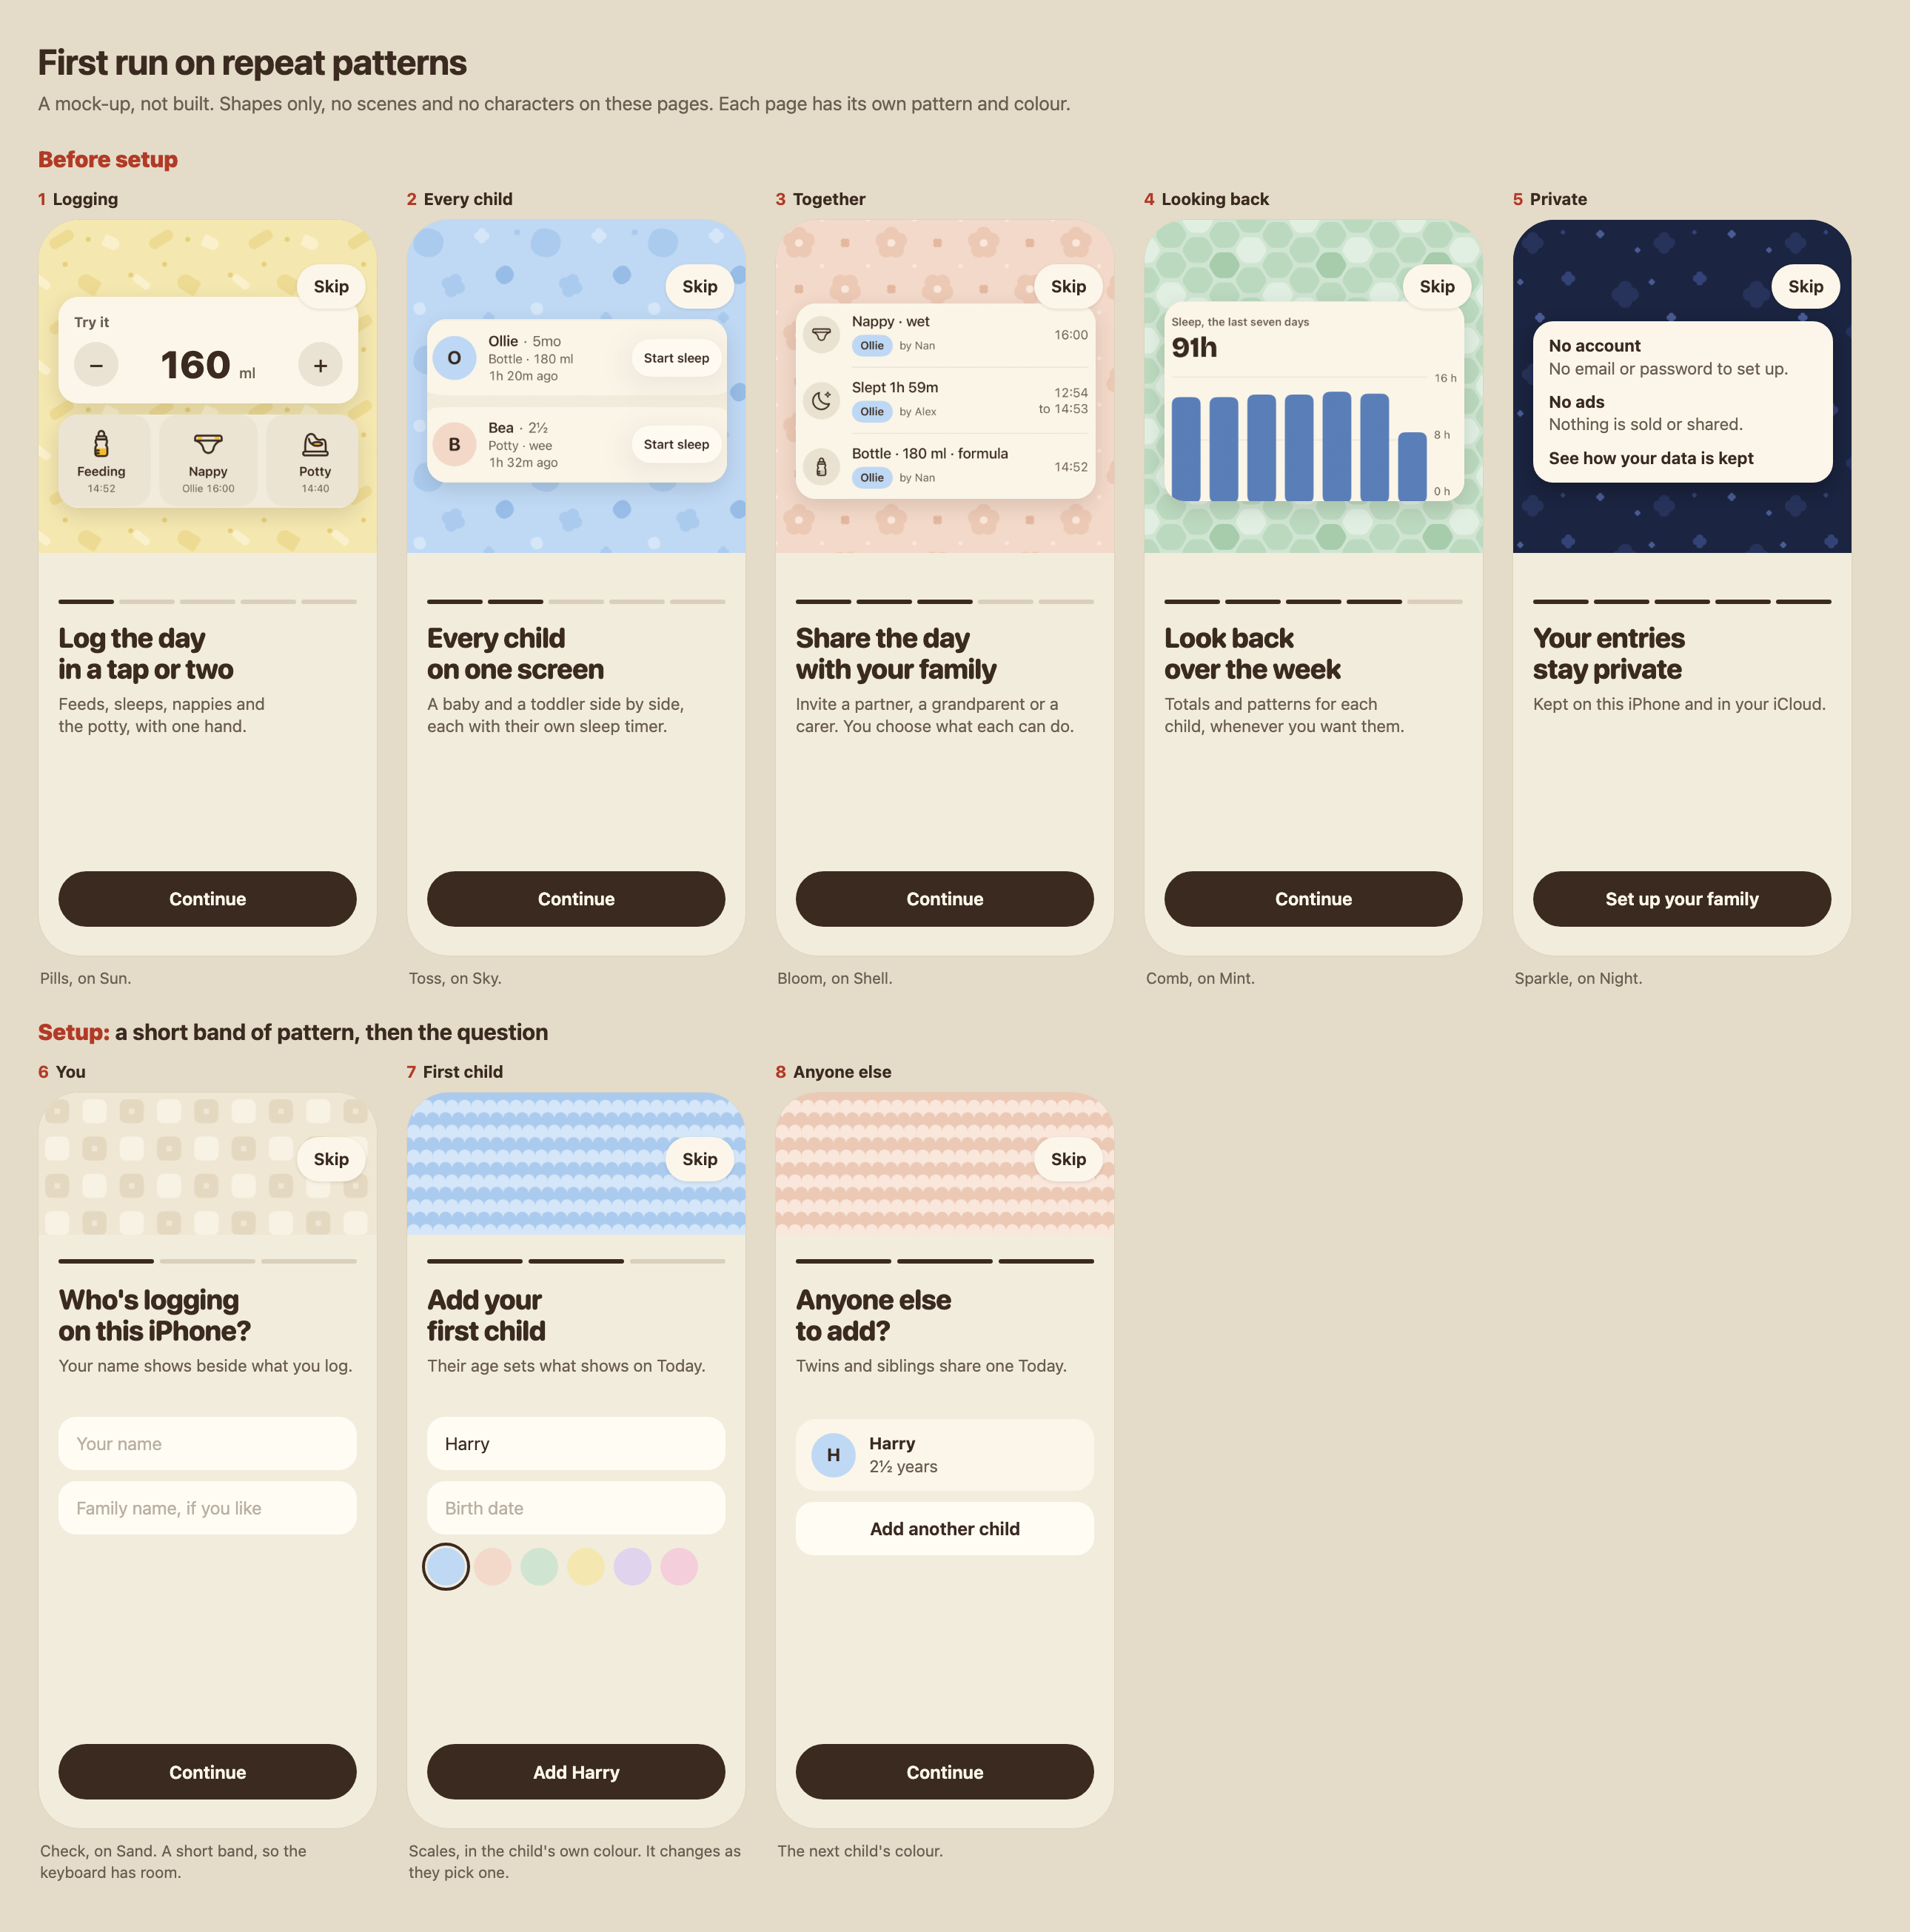 First run on repeat patterns
A mock-up, not built. Shapes only, no scenes and no characters on these pages. Each page has its own pattern and colour.
Before setup
1 Logging
Skip
Try it
−
160 ml
+
Feeding
14:52
Nappy
Ollie 16:00
Potty
14:40
Log the day
in a tap or two
Feeds, sleeps, nappies and
the potty, with one hand.
Continue
Pills, on Sun.
2 Every child
Skip
O
Ollie · 5mo
Bottle · 180 ml
1h 20m ago
Start sleep
B
Bea · 2½
Potty · wee
1h 32m ago
Start sleep
Every child
on one screen
A baby and a toddler side by side,
each with their own sleep timer.
Continue
Toss, on Sky.
3 Together
Skip
Nappy · wet
Ollie by Nan
16:00
Slept 1h 59m
Ollie by Alex
12:54
to 14:53
Bottle · 180 ml · formula
Ollie by Nan
14:52
Share the day
with your family
Invite a partner, a grandparent or a
carer. You choose what each can do.
Continue
Bloom, on Shell.
4 Looking back
Skip
Sleep, the last seven days
91h
16 h
8 h
0 h
Look back
over the week
Totals and patterns for each
child, whenever you want them.
Continue
Comb, on Mint.
5 Private
Skip
No account
No email or password to set up.
No ads
Nothing is sold or shared.
See how your data is kept
Your entries
stay private
Kept on this iPhone and in your iCloud.
Set up your family
Sparkle, on Night.
Setup: a short band of pattern, then the question
6 You
Skip
Who's logging
on this iPhone?
Your name shows beside what you log.
Your name
Family name, if you like
Continue
Check, on Sand. A short band, so the
keyboard has room.
7 First child
Skip
Add your
first child
Their age sets what shows on Today.
Harry
Birth date
Add Harry
Scales, in the child's own colour. It changes as
they pick one.
8 Anyone else
Skip
Anyone else
to add?
Twins and siblings share one Today.
H
Harry
2½ years
Add another child
Continue
The next child's colour.